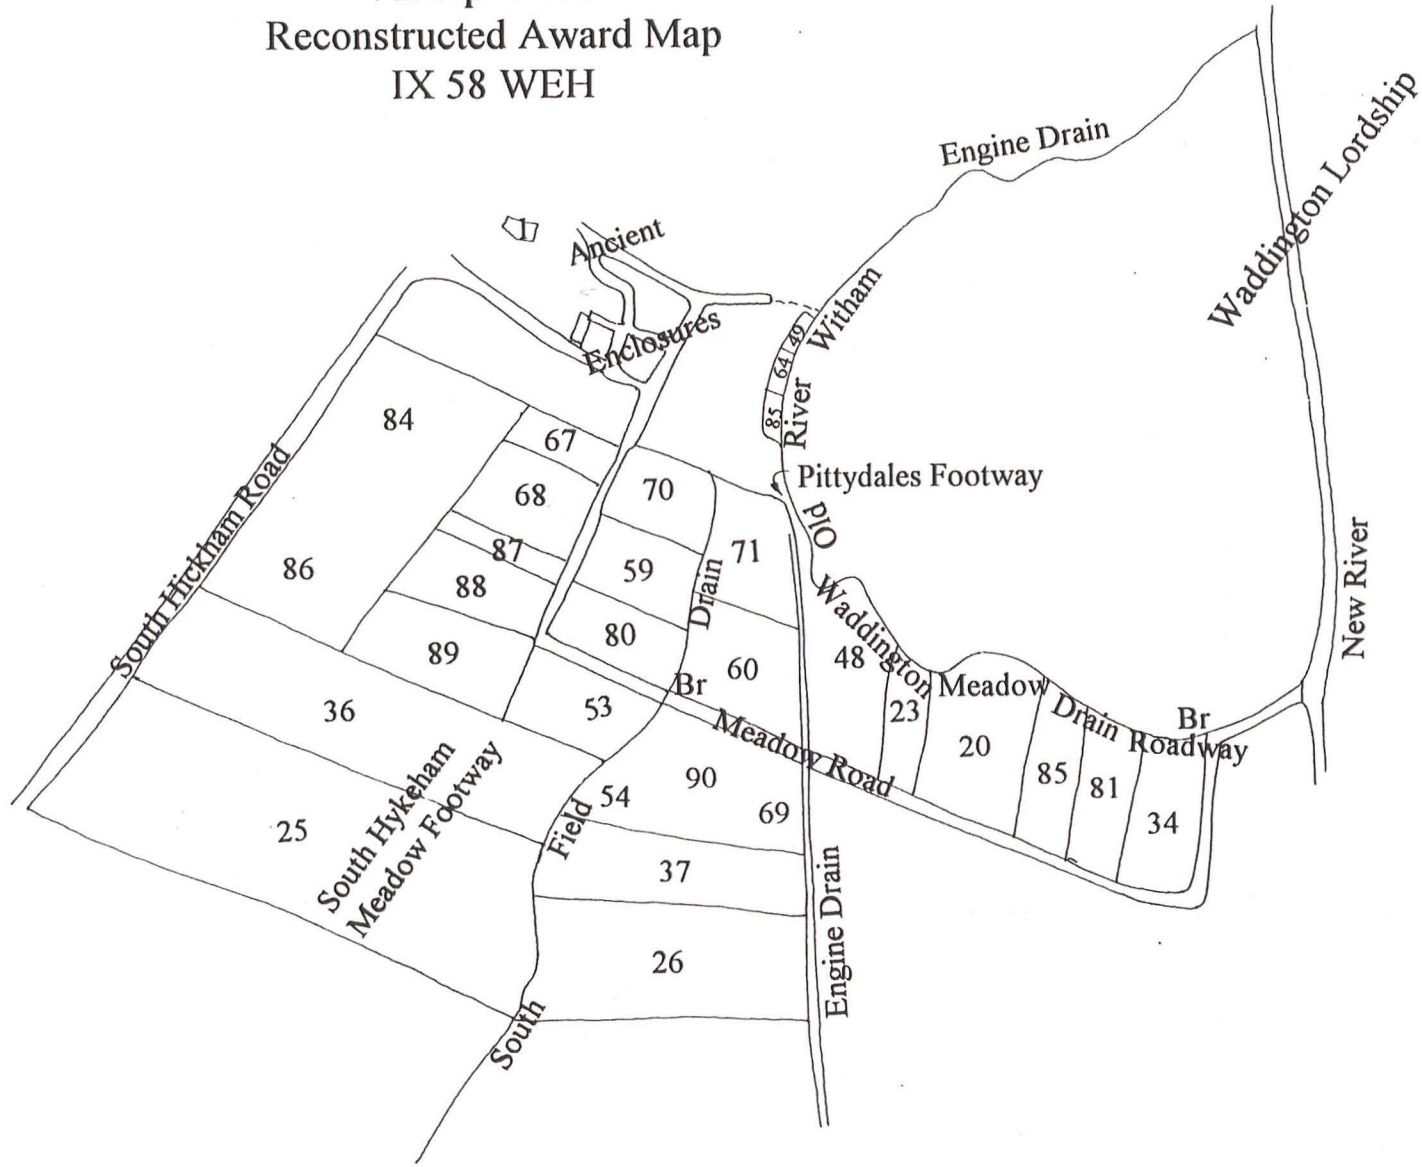 Reconstructed Award Map
IX 58 WEH
Engine Drain
Waddington Lordship
1
Ancient
Enclosures
Witham
River
Old
49
64
85
Pittydales Footway
84
67
68
70
71
87
59
86
88
80
Drain
89
60
South Hickham Road
36
53
Br
Meadow Road
48
23
Waddington
Meadow
Drain
Br
Roadway
20
85
81
34
New River
South Hykeham
Meadow Footway
25
54
90
69
Field
37
26
South
Engine Drain